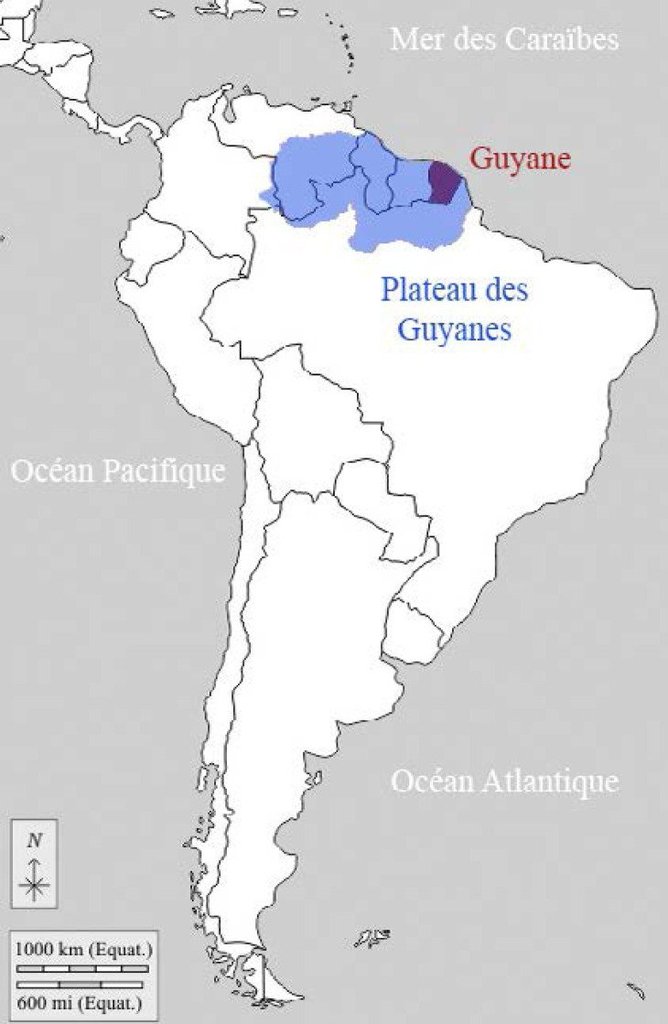 Mer des Caraïbes
Guyane
Plateau des
Guyanes
Océan Pacifique
Océan Atlantique
N
1000 km (Equat.)
600 mi (Equat.)